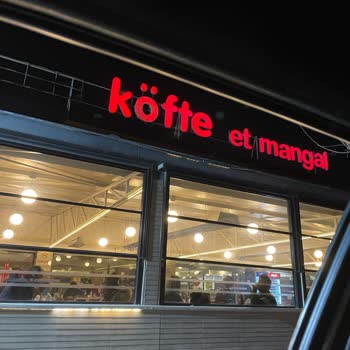 köfte et mangal